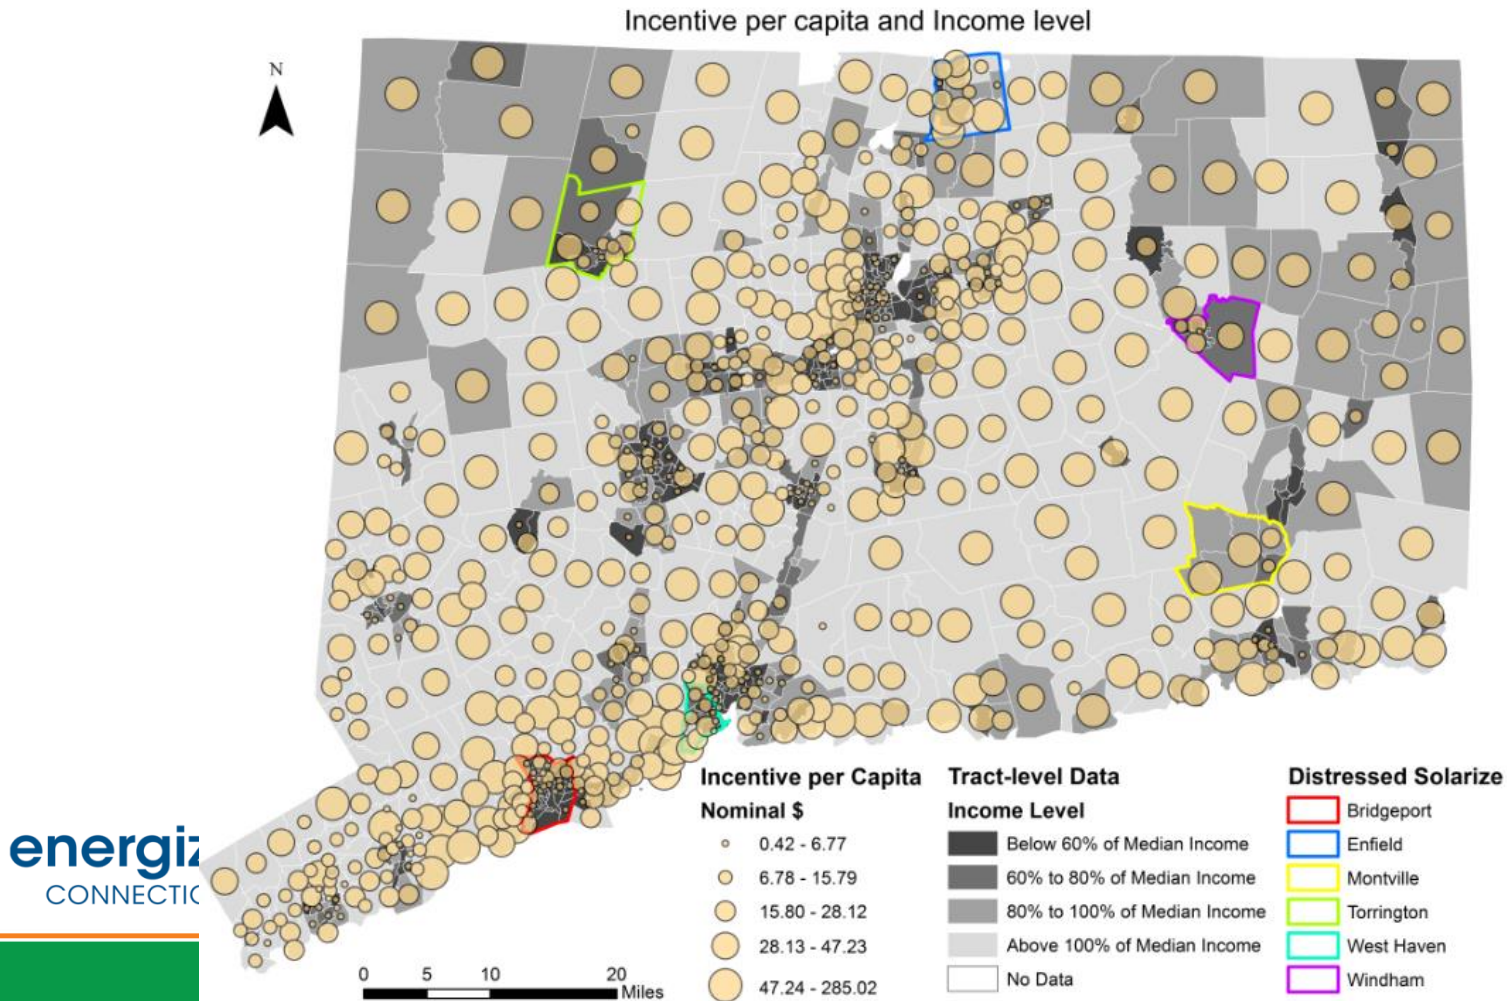 Incentive per capita and Income level
N
energiz
CONNECTIC
Incentive per Capita
Nominal $
0.42 - 6.77
6.78 - 15.79
15.80 - 28.12
28.13 - 47.23
47.24 - 285.02
Tract-level Data
Income Level
Below 60% of Median Income
60% to 80% of Median Income
80% to 100% of Median Income
Above 100% of Median Income
No Data
Distressed Solarize
Bridgeport
Enfield
Montville
Torrington
West Haven
Windham
0 5 10 20
Miles